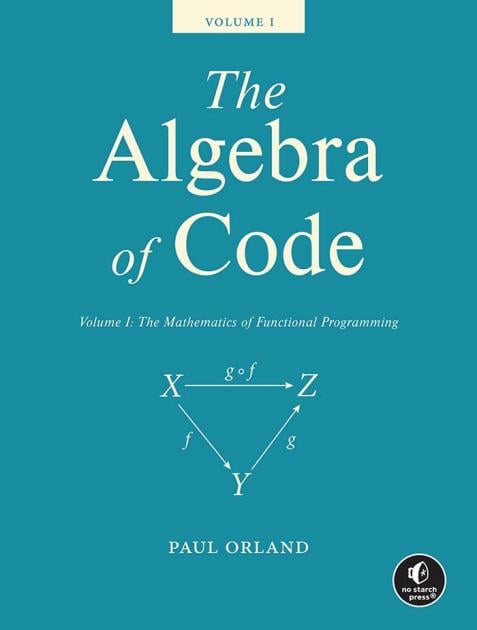 VOLUME I
The
Algebra
of Code
Volume I: The Mathematics of Functional Programming
g ∘ f
X Z
f g
Y
PAUL ORLAND
no starch
press®